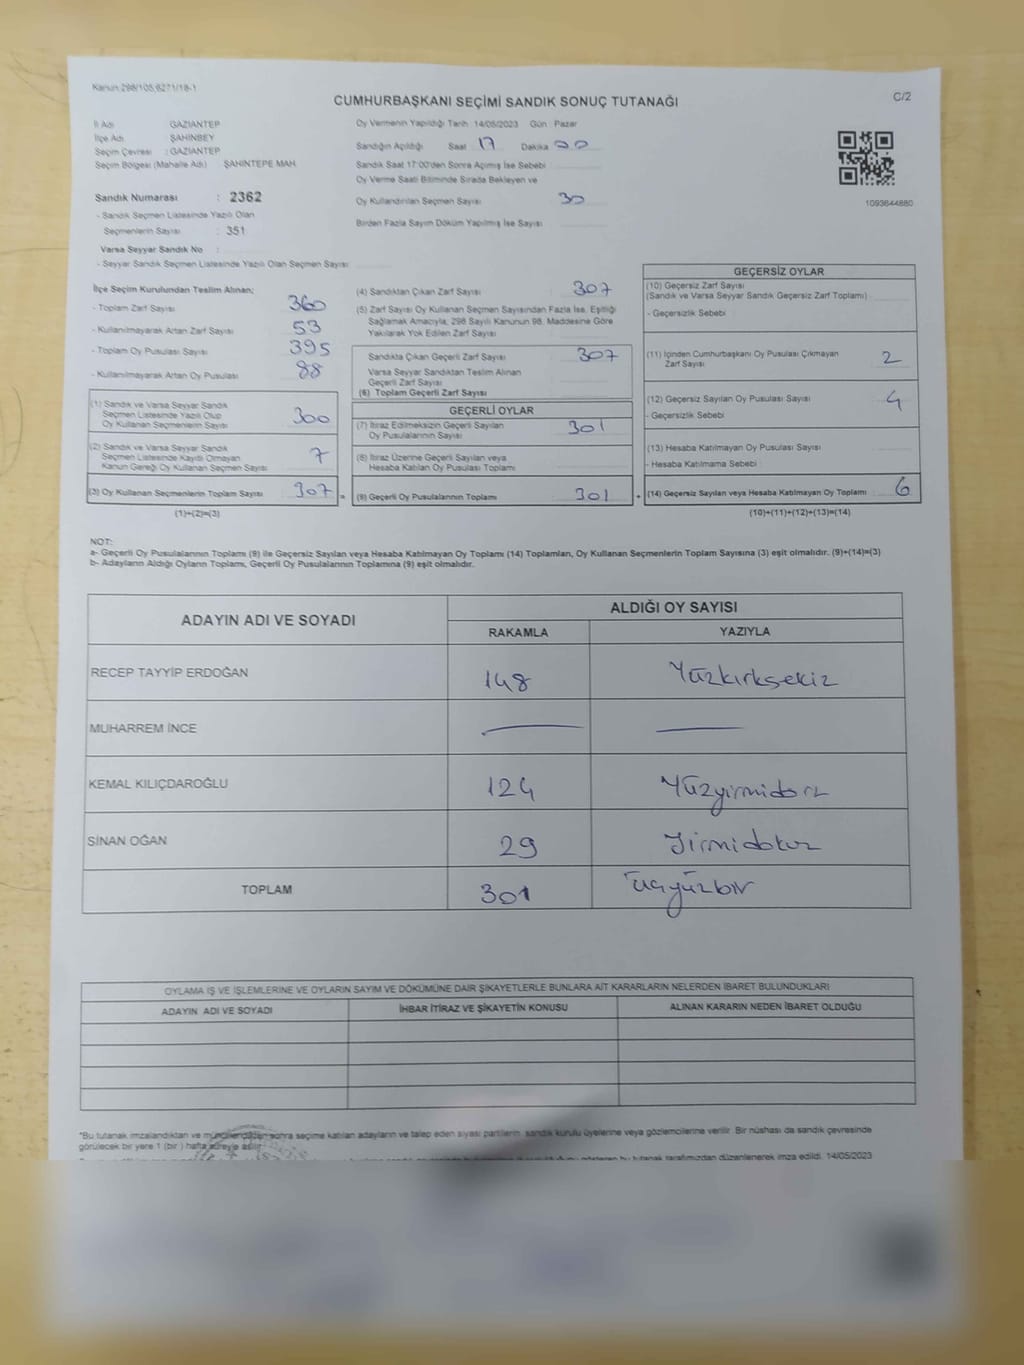 Kanun:298/105,6271/18-1
C/2
CUMHURBAŞKANI SEÇİMİ SANDIK SONUÇ TUTANAĞI
İl Adı GAZİANTEP
İlçe Adı ŞAHİNBEY
Seçim Çevresi : GAZİANTEP
Seçim Bölgesi (Mahalle Adı) ŞAHİNTEPE MAH.
Sandık Numarası : 2362
- Sandık Seçmen Listesinde Yazılı Olan
Seçmenlerin Sayısı : 351
Varsa Seyyar Sandık No :
- Seyyar Sandık Seçmen Listesinde Yazılı Olan Seçmen Sayısı
Oy Vermenin Yapıldığı Tarih : 14/05/2023 Gün : Pazar
Sandığın Açıldığı Saat 17 Dakika 00
Sandık Saat 17:00'den Sonra Açımış İse Sebebi
Oy Verme Saati Bitiminde Sırada Bekleyen ve
Oy Kullandırılan Seçmen Sayısı 30
Birden Fazla Sayım Döküm Yapılmış İse Sayısı
1093644880
İlçe Seçim Kurulundan Teslim Alınan;
- Toplam Zarf Sayısı 360
- Kullanılmayarak Artan Zarf Sayısı 53
- Toplam Oy Pusulası Sayısı 395
- Kullanılmayarak Artan Oy Pusulası 88
(1) Sandık ve Varsa Seyyar Sandık
Seçmen Listesinde Yazılı Olup
Oy Kullanan Seçmenlerin Sayısı 300
(2) Sandık ve Varsa Seyyar Sandık
Seçmen Listesinde Kayıtlı Olmayan
Kanun Gereği Oy Kullanan Seçmen Sayısı 7
(3) Oy Kullanan Seçmenlerin Toplam Sayısı 307 =
(1)+(2)=(3)
(4) Sandıktan Çıkan Zarf Sayısı 307
(5) Zarf Sayısı Oy Kullanan Seçmen Sayısından Fazla İse, Eşitliği
Sağlamak Amacıyla, 298 Sayılı Kanunun 98. Maddesine Göre
Yakılarak Yok Edilen Zarf Sayısı
Sandıkta Çıkan Geçerli Zarf Sayısı 307
Varsa Seyyar Sandıktan Teslim Alınan
Geçerli Zarf Sayısı
(6) Toplam Geçerli Zarf Sayısı
GEÇERLİ OYLAR
(7) İtiraz Edilmeksizin Geçerli Sayılan
Oy Pusulalarının Sayısı 301
(8) İtiraz Üzerine Geçerli Sayılan veya
Hesaba Katılan Oy Pusulası Toplamı
(9) Geçerli Oy Pusulalarının Toplamı 301 +
GEÇERSİZ OYLAR
(10) Geçersiz Zarf Sayısı
(Sandık ve Varsa Seyyar Sandık Geçersiz Zarf Toplamı)
- Geçersizlik Sebebi
(11) İçinden Cumhurbaşkanı Oy Pusulası Çıkmayan
Zarf Sayısı 2
(12) Geçersiz Sayılan Oy Pusulası Sayısı 4
- Geçersizlik Sebebi
(13) Hesaba Katılmayan Oy Pusulası Sayısı
- Hesaba Katılmama Sebebi
(14) Geçersiz Sayılan veya Hesaba Katılmayan Oy Toplamı 6
(10)+(11)+(12)+(13)=(14)
NOT:
a- Geçerli Oy Pusulalarının Toplamı (9) ile Geçersiz Sayılan veya Hesaba Katılmayan Oy Toplamı (14) Toplamları, Oy Kullanan Seçmenlerin Toplam Sayısına (3) eşit olmalıdır. (9)+(14)=(3)
b- Adayların Aldığı Oyların Toplamı, Geçerli Oy Pusulalarının Toplamına (9) eşit olmalıdır.
ADAYIN ADI VE SOYADI
ALDIĞI OY SAYISI
RAKAMLA YAZIYLA
RECEP TAYYİP ERDOĞAN 148 Yüzkırksekiz
MUHARREM İNCE
KEMAL KILIÇDAROĞLU 124 Yüzyirmidört
SİNAN OĞAN 29 Yirmidokuz
TOPLAM 301 Üçyüzbir
OYLAMA İŞ VE İŞLEMLERİNE VE OYLARIN SAYIM VE DÖKÜMÜNE DAİR ŞİKAYETLERLE BUNLARA AİT KARARLARIN NELERDEN İBARET BULUNDUKLARI
ADAYIN ADI VE SOYADI İHBAR İTİRAZ VE ŞİKAYETİN KONUSU ALINAN KARARIN NEDEN İBARET OLDUĞU
*Bu tutanak imzalandıktan ve mühürlendikten sonra seçime katılan adayların ve talep eden siyasi partilerin sandık kurulu üyelerine veya gözlemcilerine verilir. Bir nüshası da sandık çevresinde
görülecek bir yere 1 (bir) hafta süreyle asılır.
bu tutanak tarafımızdan düzenlenerek imza edildi. 14/05/2023